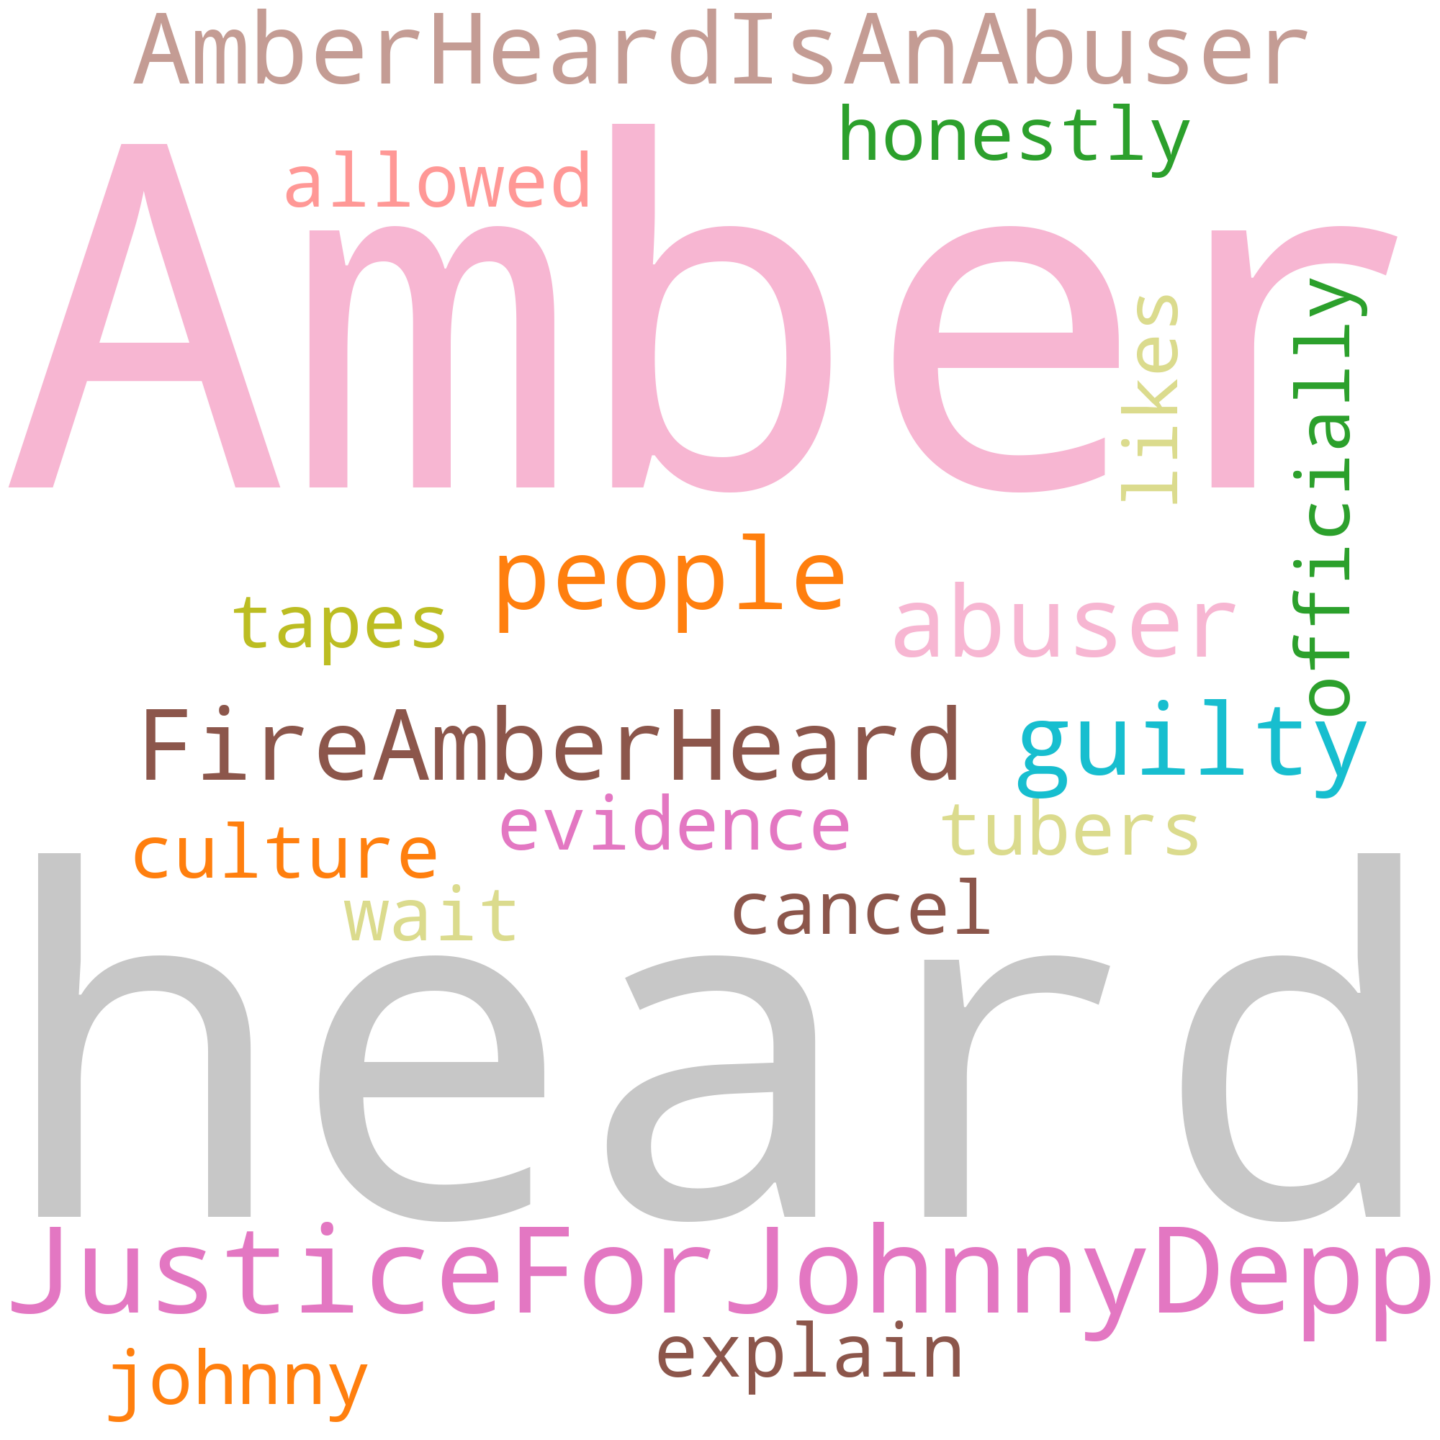 AmberHeardIsAnAbuser
honestly
allowed
Amber
likes
officially
people
tapes
abuser
FireAmberHeard
guilty
evidence
tubers
culture
wait
cancel
heard
JusticeForJohnnyDepp
explain
johnny